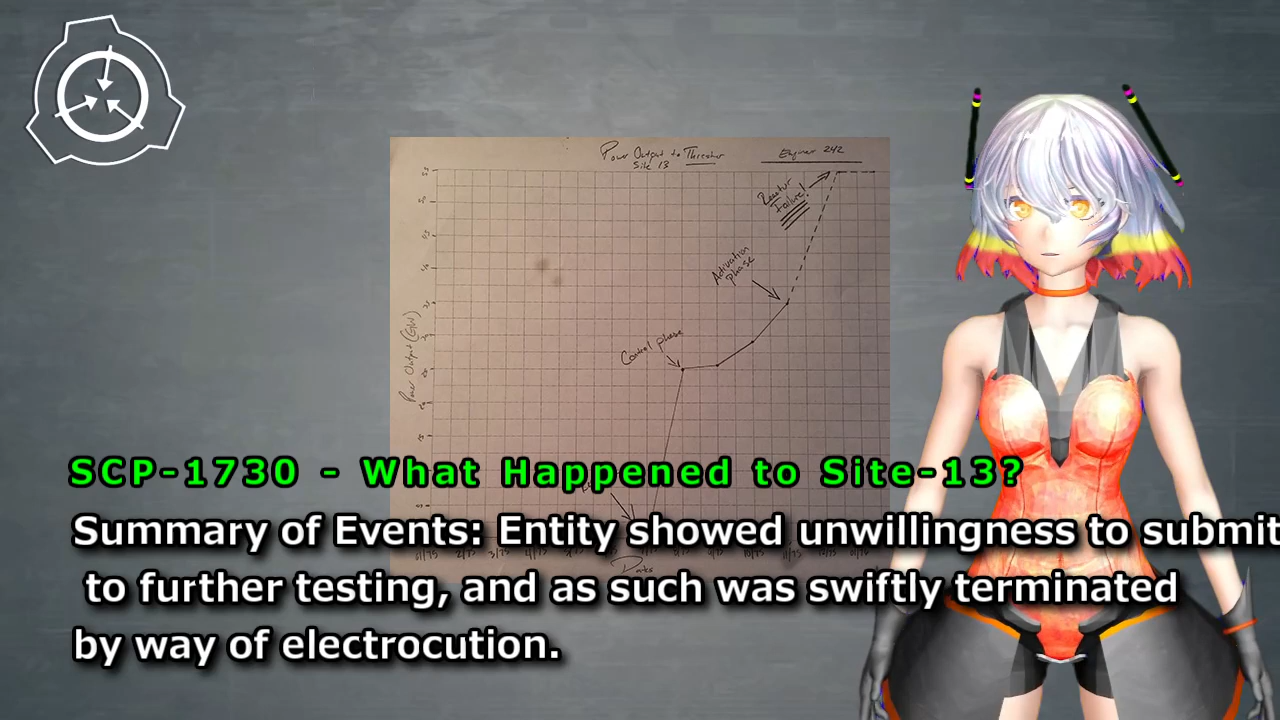 Power Output to Thresher
Site 13
Engineer 242
Reactor
Failure!
Activation
phase
Control phase
Power Output (GW)
SCP-1730 - What Happened to Site-13?
Summary of Events: Entity showed unwillingness to submit
to further testing, and as such was swiftly terminated
by way of electrocution.